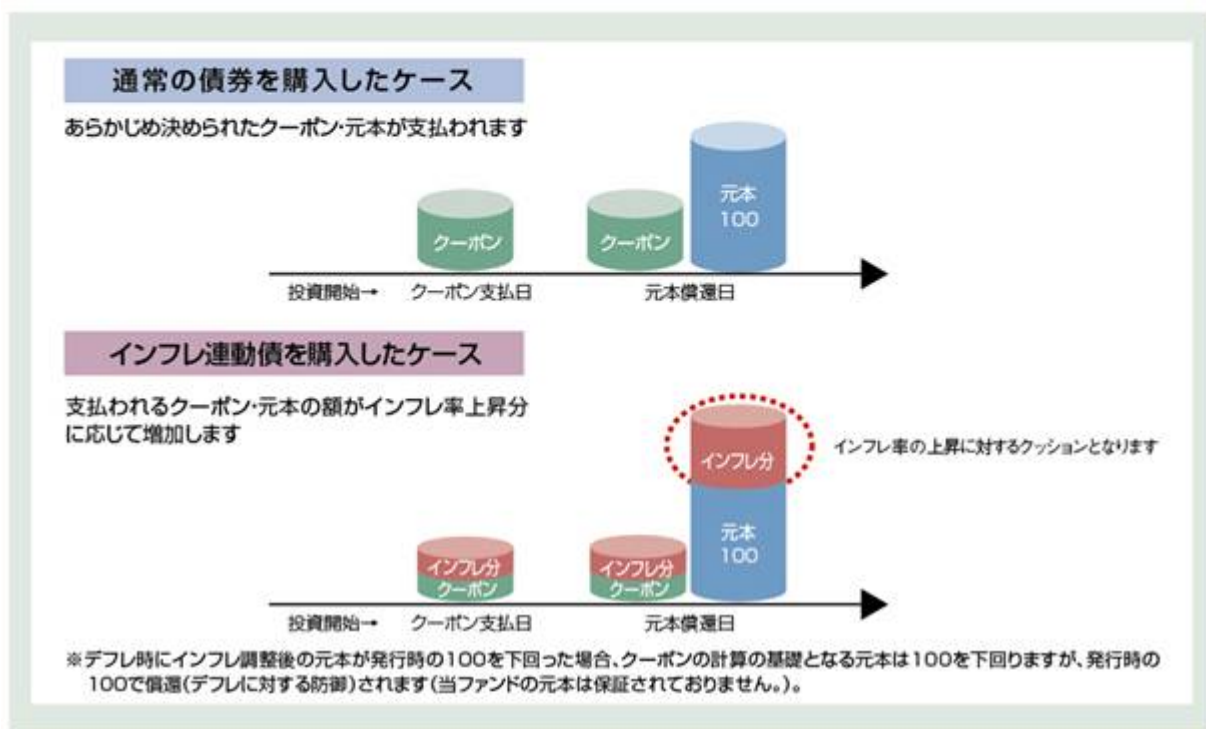 通常の債券を購入したケース
あらかじめ決められたクーポン・元本が支払われます
元本
100
クーポン
クーポン
投資開始→
クーポン支払日
元本償還日
インフレ連動債を購入したケース
支払われるクーポン・元本の額がインフレ率上昇分
に応じて増加します
インフレ分
インフレ率の上昇に対するクッションとなります
元本
100
インフレ分
クーポン
インフレ分
クーポン
投資開始→
クーポン支払日
元本償還日
※デフレ時にインフレ調整後の元本が発行時の100を下回った場合、クーポンの計算の基礎となる元本は100を下回りますが、発行時の
100で償還(デフレに対する防御)されます(当ファンドの元本は保証されておりません。)。